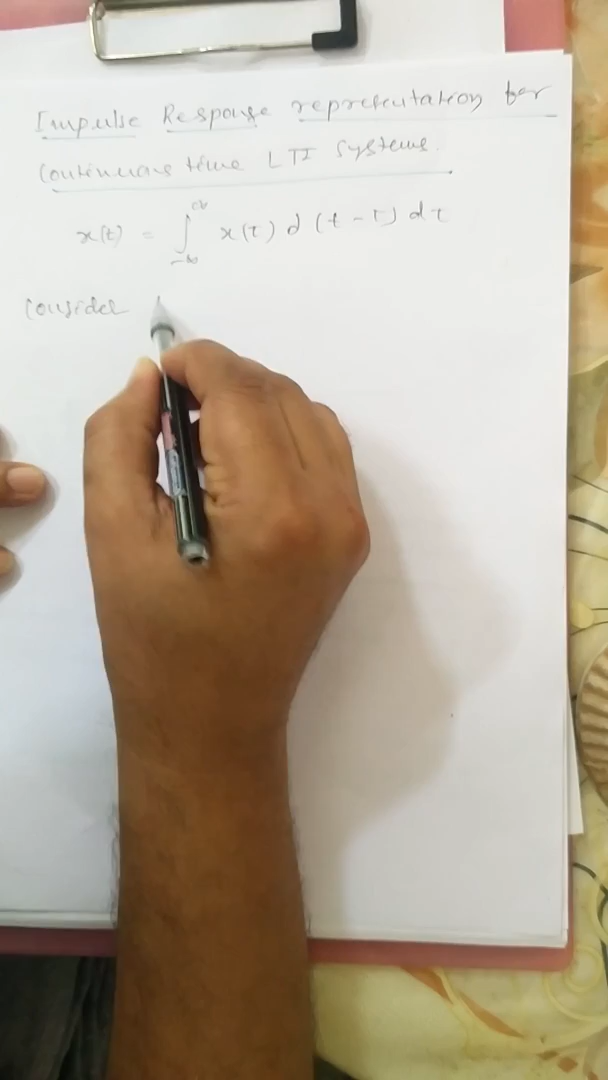 Impulse Response representation for
Continuous time LTI systems.
x(t) = ∫_{-∞}^{∞} x(τ) δ (t - τ) dτ
Consider